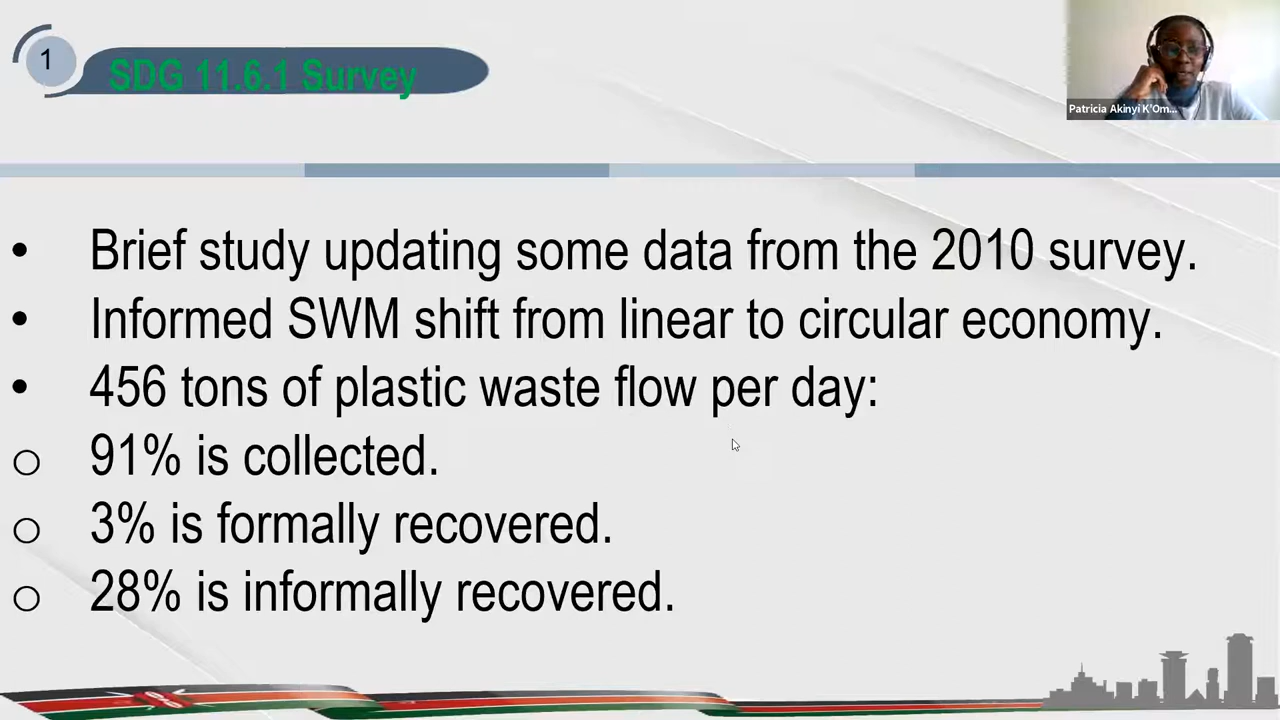 1
SDG 11.6.1 Survey
Patricia Akinyi K'Om...
• Brief study updating some data from the 2010 survey.
• Informed SWM shift from linear to circular economy.
• 456 tons of plastic waste flow per day:
o 91% is collected.
o 3% is formally recovered.
o 28% is informally recovered.